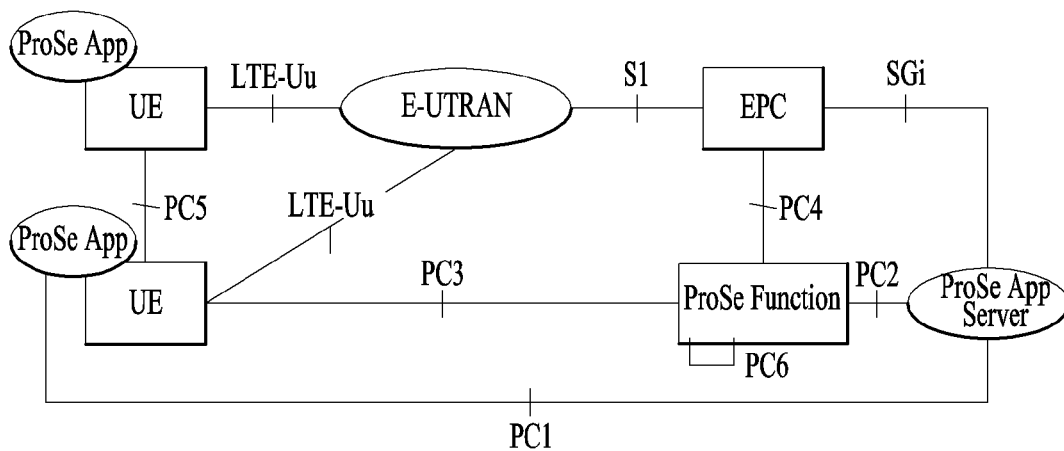 ProSe App
UE
LTE-Uu
E-UTRAN
S1
EPC
SGi
PC5
LTE-Uu
PC4
ProSe App
UE
PC3
ProSe Function
PC2
ProSe App
Server
PC6
PC1